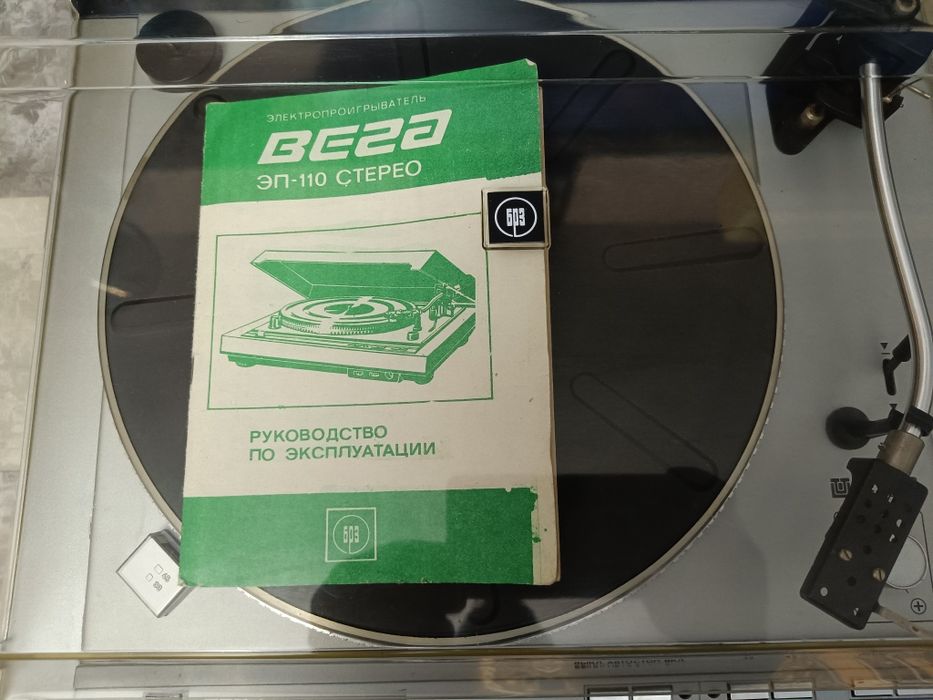 ЭЛЕКТРОПРОИГРЫВАТЕЛЬ
ВЕГА
ЭП-110 СТЕРЕО
БРЗ
РУКОВОДСТВО
ПО ЭКСПЛУАТАЦИИ
БРЗ